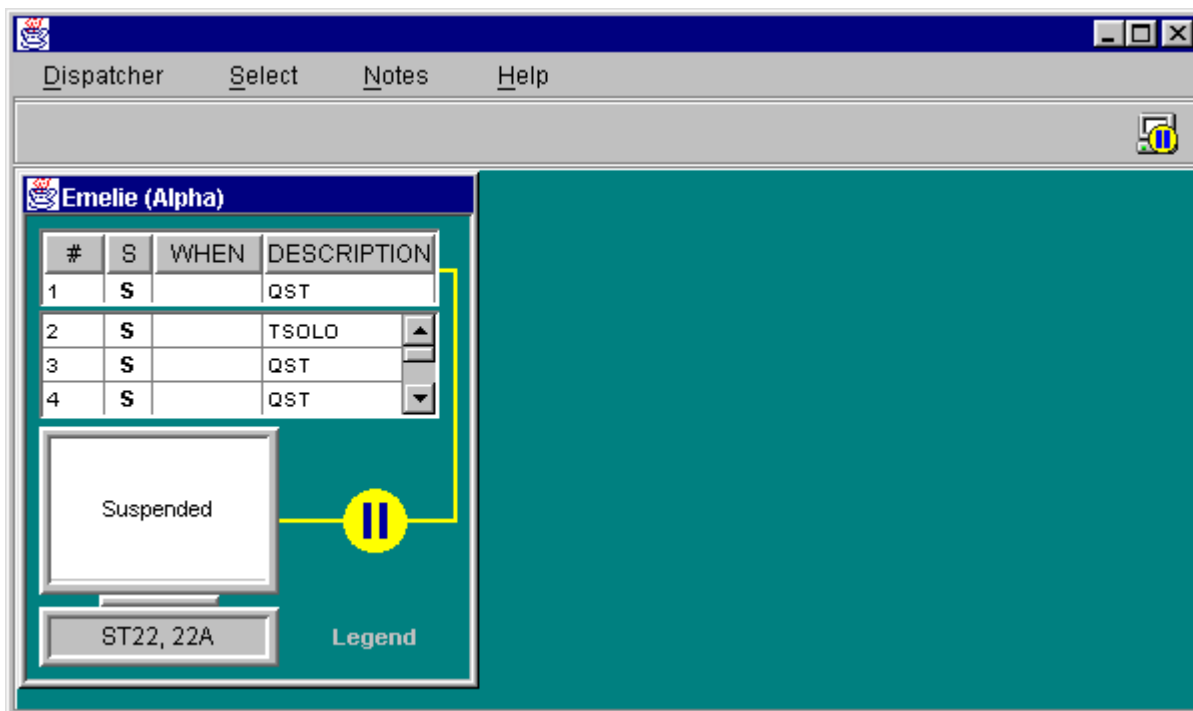 Dispatcher Select Notes Help
Emelie (Alpha)
# S WHEN DESCRIPTION
1 S QST
2 S TSOLO
3 S QST
4 S QST
Suspended
ST22, 22A
Legend